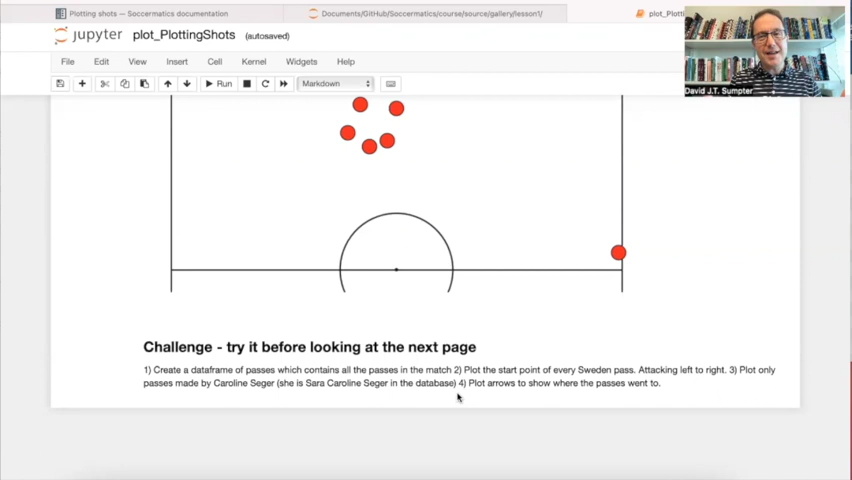 Plotting shots — Soccermatics documentation
Documents/GitHub/Soccermatics/course/source/gallery/lesson1/
plot_Plotti
jupyter plot_PlottingShots (autosaved)
File Edit View Insert Cell Kernel Widgets Help
Run Markdown
David J.T. Sumpter
Challenge - try it before looking at the next page
1) Create a dataframe of passes which contains all the passes in the match 2) Plot the start point of every Sweden pass. Attacking left to right. 3) Plot only
passes made by Caroline Seger (she is Sara Caroline Seger in the database) 4) Plot arrows to show where the passes went to.